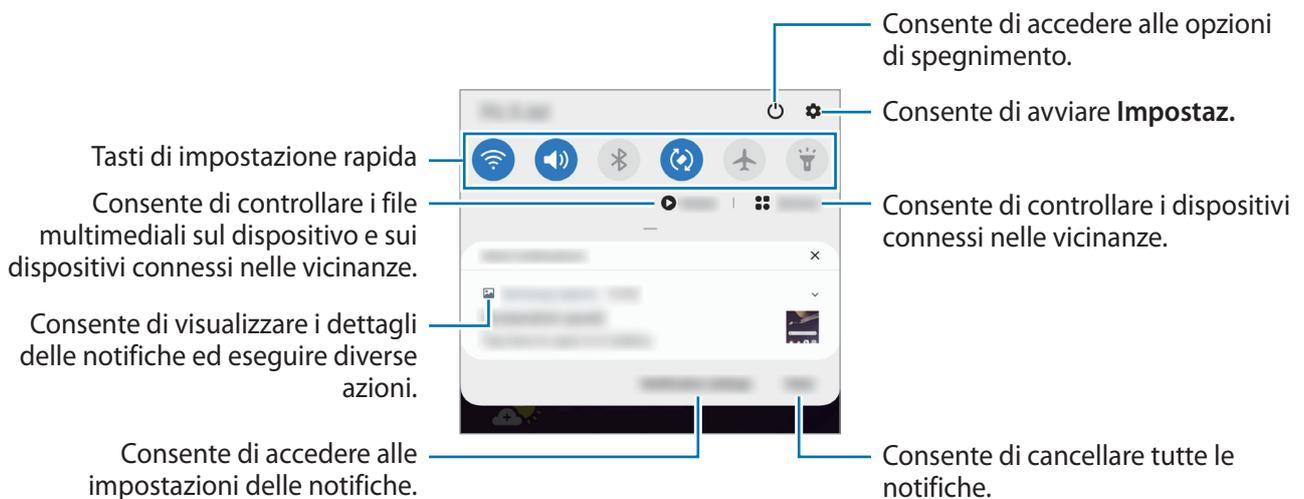 Consente di accedere alle opzioni
di spegnimento.
Consente di avviare Impostaz.
Tasti di impostazione rapida
Consente di controllare i file
multimediali sul dispositivo e sui
dispositivi connessi nelle vicinanze.
Consente di controllare i dispositivi
connessi nelle vicinanze.
Consente di visualizzare i dettagli
delle notifiche ed eseguire diverse
azioni.
Consente di accedere alle
impostazioni delle notifiche.
Consente di cancellare tutte le
notifiche.